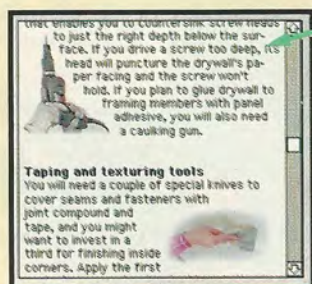 that enables you to countersink screw heads
to just the right depth below the sur-
face. If you drive a screw too deep, its
head will puncture the drywall's pa-
per facing and the screw won't
hold. If you plan to glue drywall to
framing members with panel
adhesive, you will also need
a caulking gun.
Taping and texturing tools
You will need a couple of special knives to
cover seams and fasteners with
joint compound and
tape, and you might
want to invest in a
third for finishing inside
corners. Apply the first